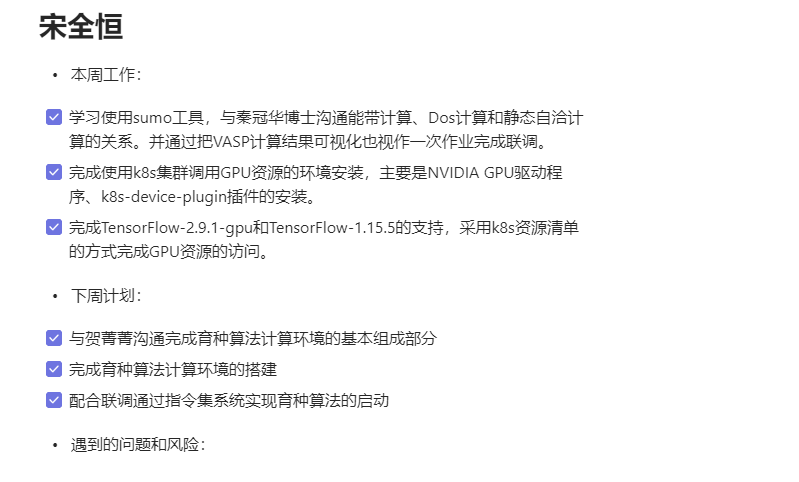 宋全恒
• 本周工作：
学习使用sumo工具，与秦冠华博士沟通能带计算、Dos计算和静态自洽计
算的关系。并通过把VASP计算结果可视化也视作一次作业完成联调。
完成使用k8s集群调用GPU资源的环境安装，主要是NVIDIA GPU驱动程
序、k8s-device-plugin插件的安装。
完成TensorFlow-2.9.1-gpu和TensorFlow-1.15.5的支持，采用k8s资源清单
的方式完成GPU资源的访问。
• 下周计划：
与贺菁菁沟通完成育种算法计算环境的基本组成部分
完成育种算法计算环境的搭建
配合联调通过指令集系统实现育种算法的启动
• 遇到的问题和风险：